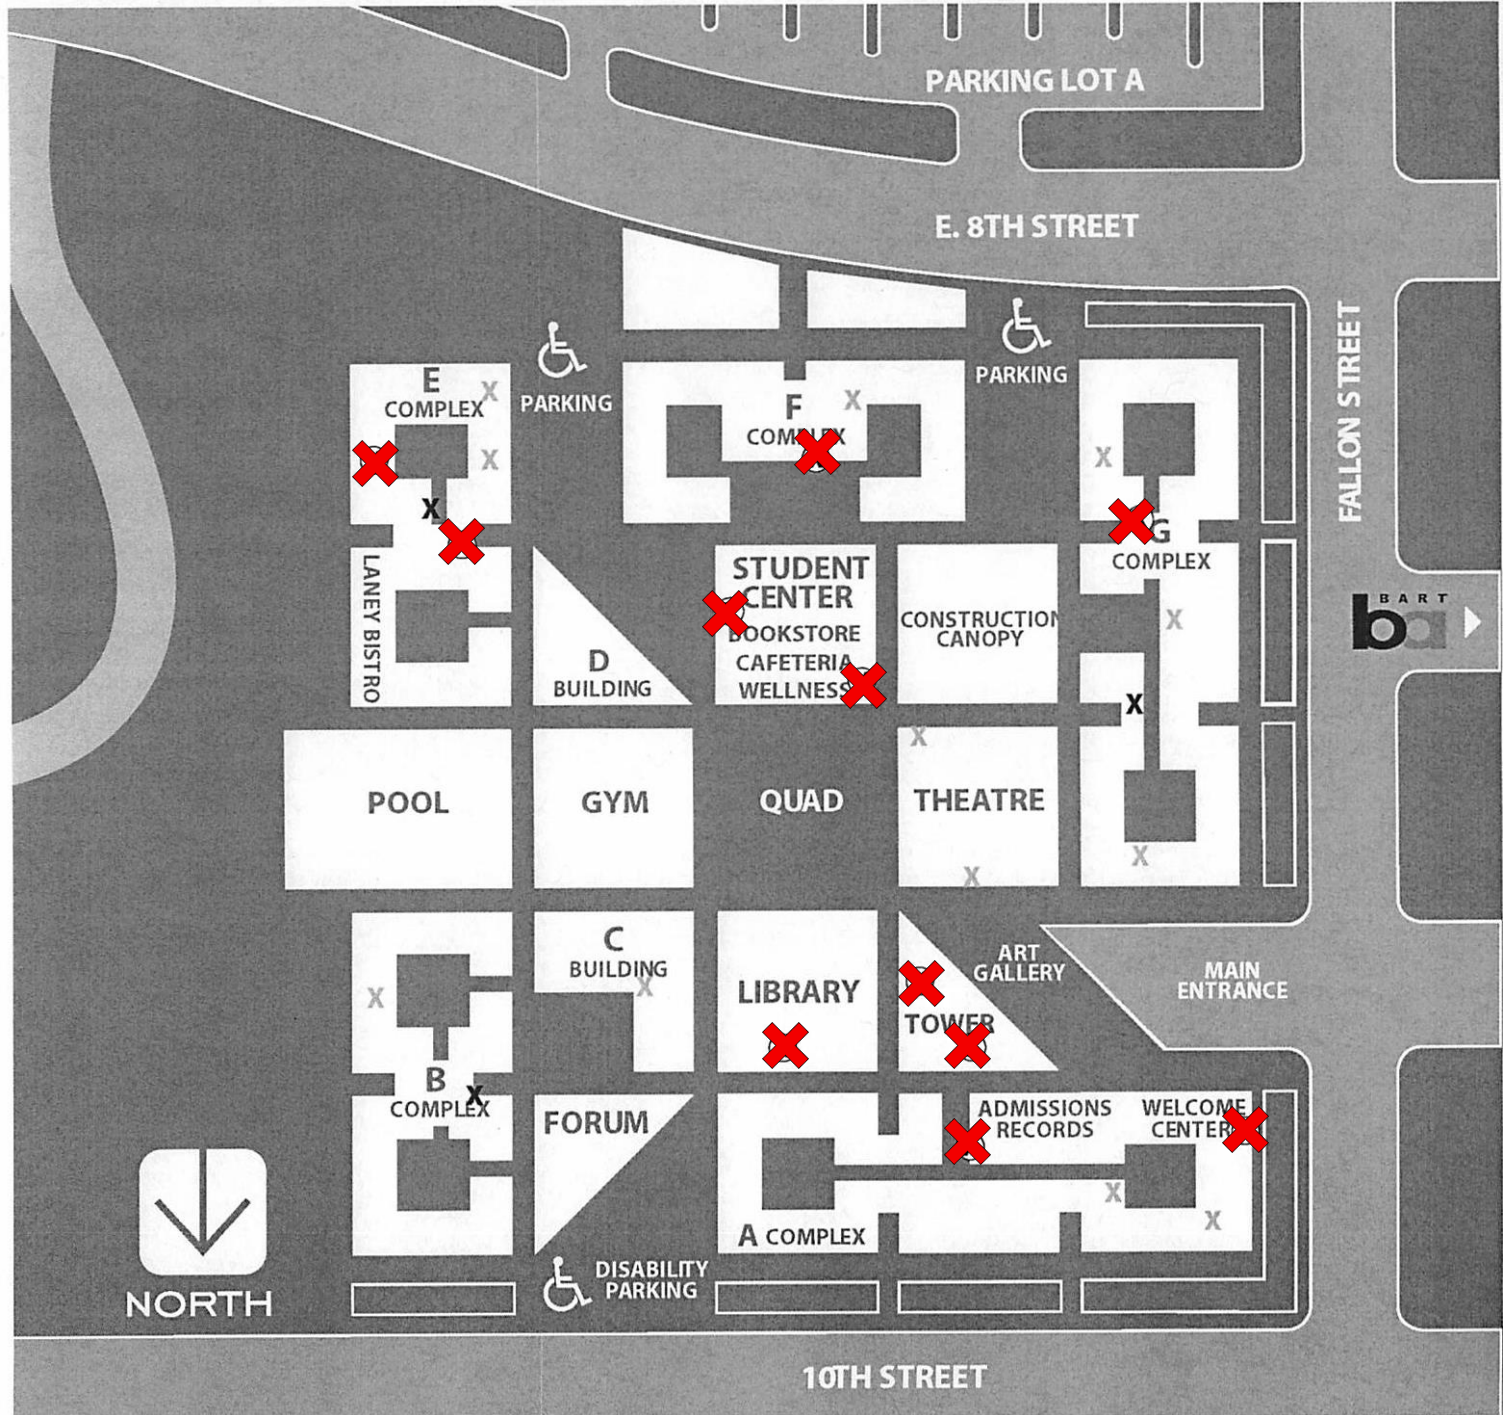 PARKING LOT A
E. 8TH STREET
FALLON STREET
PARKING
PARKING
E
COMPLEX
X
X
X
F
COMPLEX
X
X
G
COMPLEX
X
X
X
LANEY BISTRO
D
BUILDING
STUDENT
CENTER
BOOKSTORE
CAFETERIA
WELLNESS
CONSTRUCTION
CANOPY
BART
ba
POOL
GYM
QUAD
X
THEATRE
X
C
BUILDING
X
LIBRARY
TOWER
ART
GALLERY
MAIN
ENTRANCE
X
B
COMPLEX
X
FORUM
ADMISSIONS
RECORDS
WELCOME
CENTER
X
X
A COMPLEX
DISABILITY
PARKING
NORTH
10TH STREET